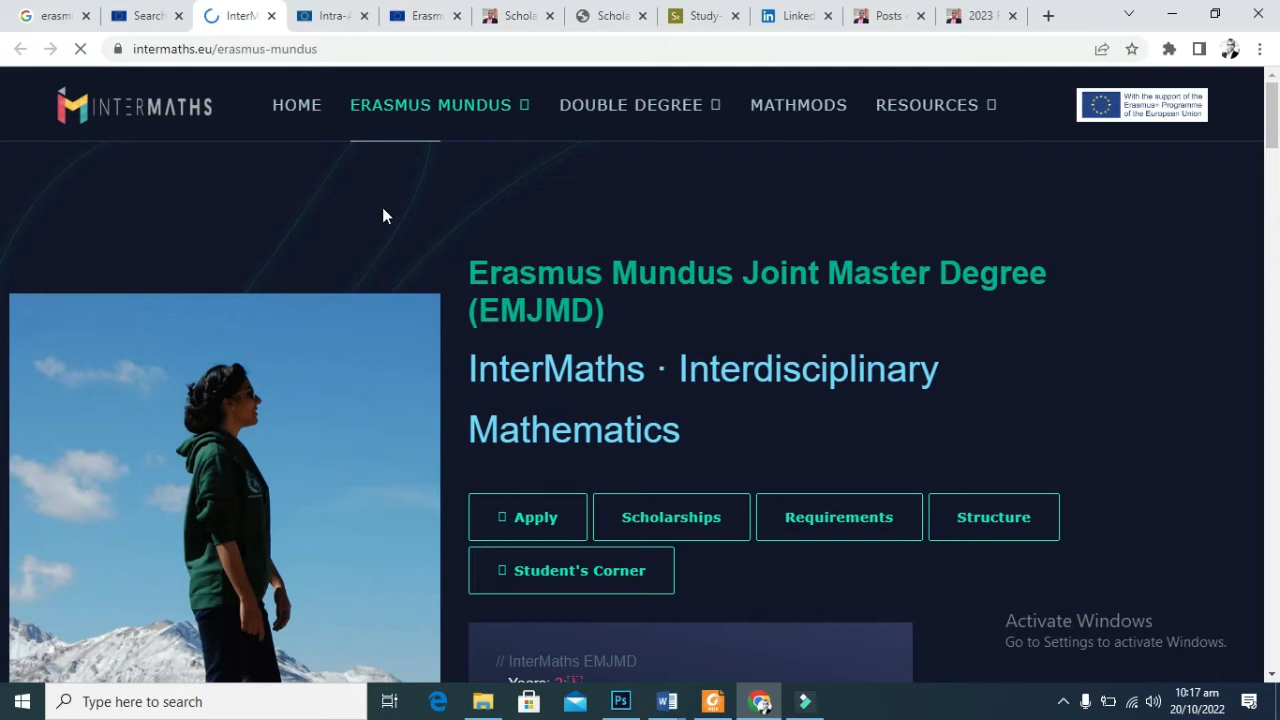 erasm
Search
InterM
Intra-A
Erasm
Schola
Schola
Study-
Linked
Posts -
2023 F
intermaths.eu/erasmus-mundus
INTERMATHS
HOME
ERASMUS MUNDUS
DOUBLE DEGREE
MATHMODS
RESOURCES
With the support of the
Erasmus+ Programme
of the European Union
Erasmus Mundus Joint Master Degree
(EMJMD)
InterMaths · Interdisciplinary
Mathematics
Apply
Scholarships
Requirements
Structure
Student's Corner
Activate Windows
Go to Settings to activate Windows.
// InterMaths EMJMD
Years:
Type here to search
10:17 am
20/10/2022